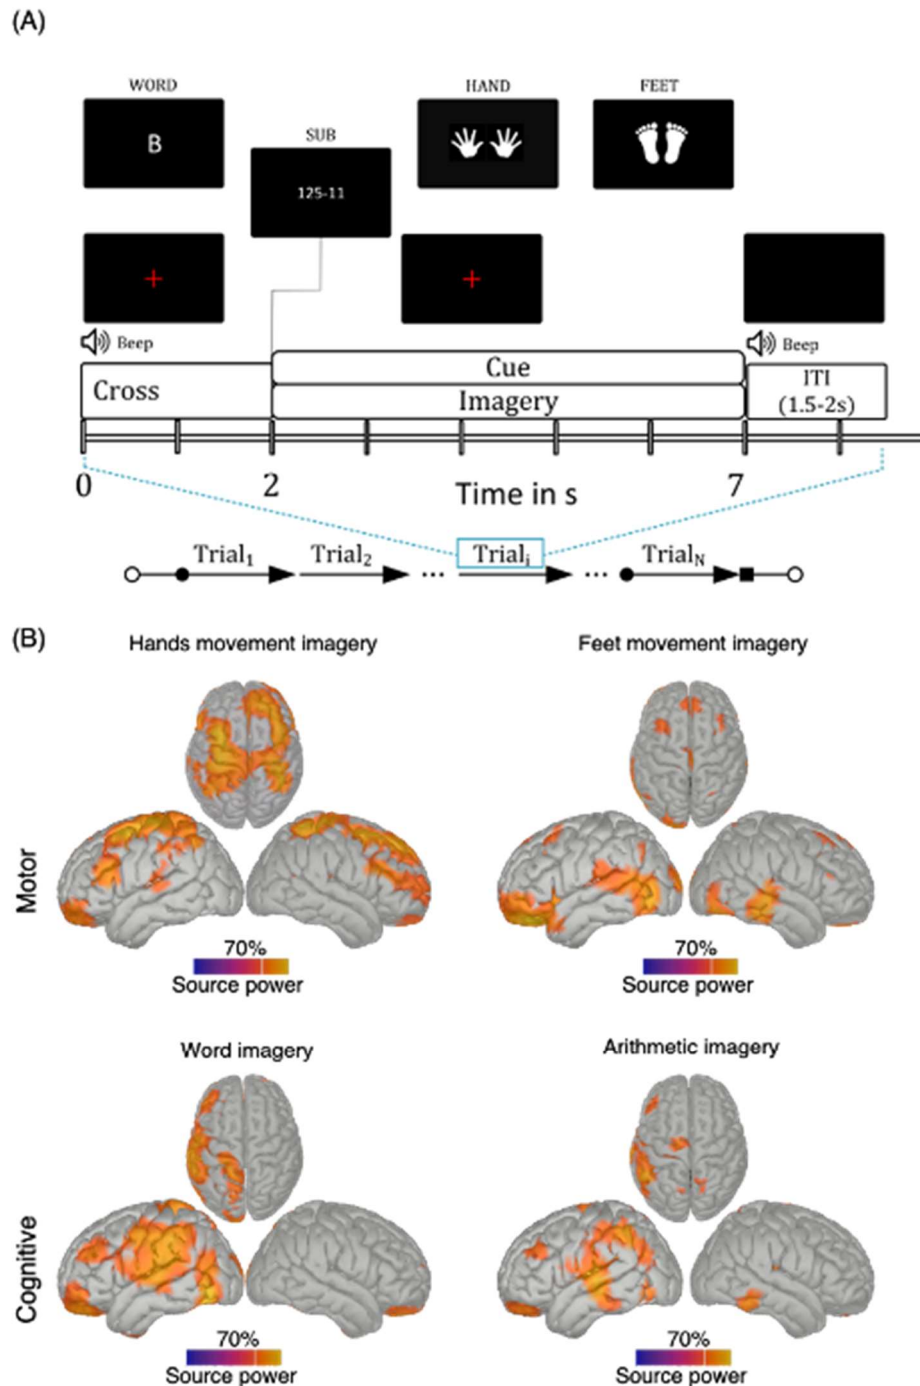 (A)
WORD
HAND
FEET
B
SUB
125-11
Beep
Beep
Cross
Cue
Imagery
ITI
(1.5-2s)
0
2
Time in s
7
Trial₁
Trial₂
...
Trialᵢ
...
Trial_N
(B)
Hands movement imagery
Feet movement imagery
Motor
70%
Source power
70%
Source power
Word imagery
Arithmetic imagery
Cognitive
70%
Source power
70%
Source power